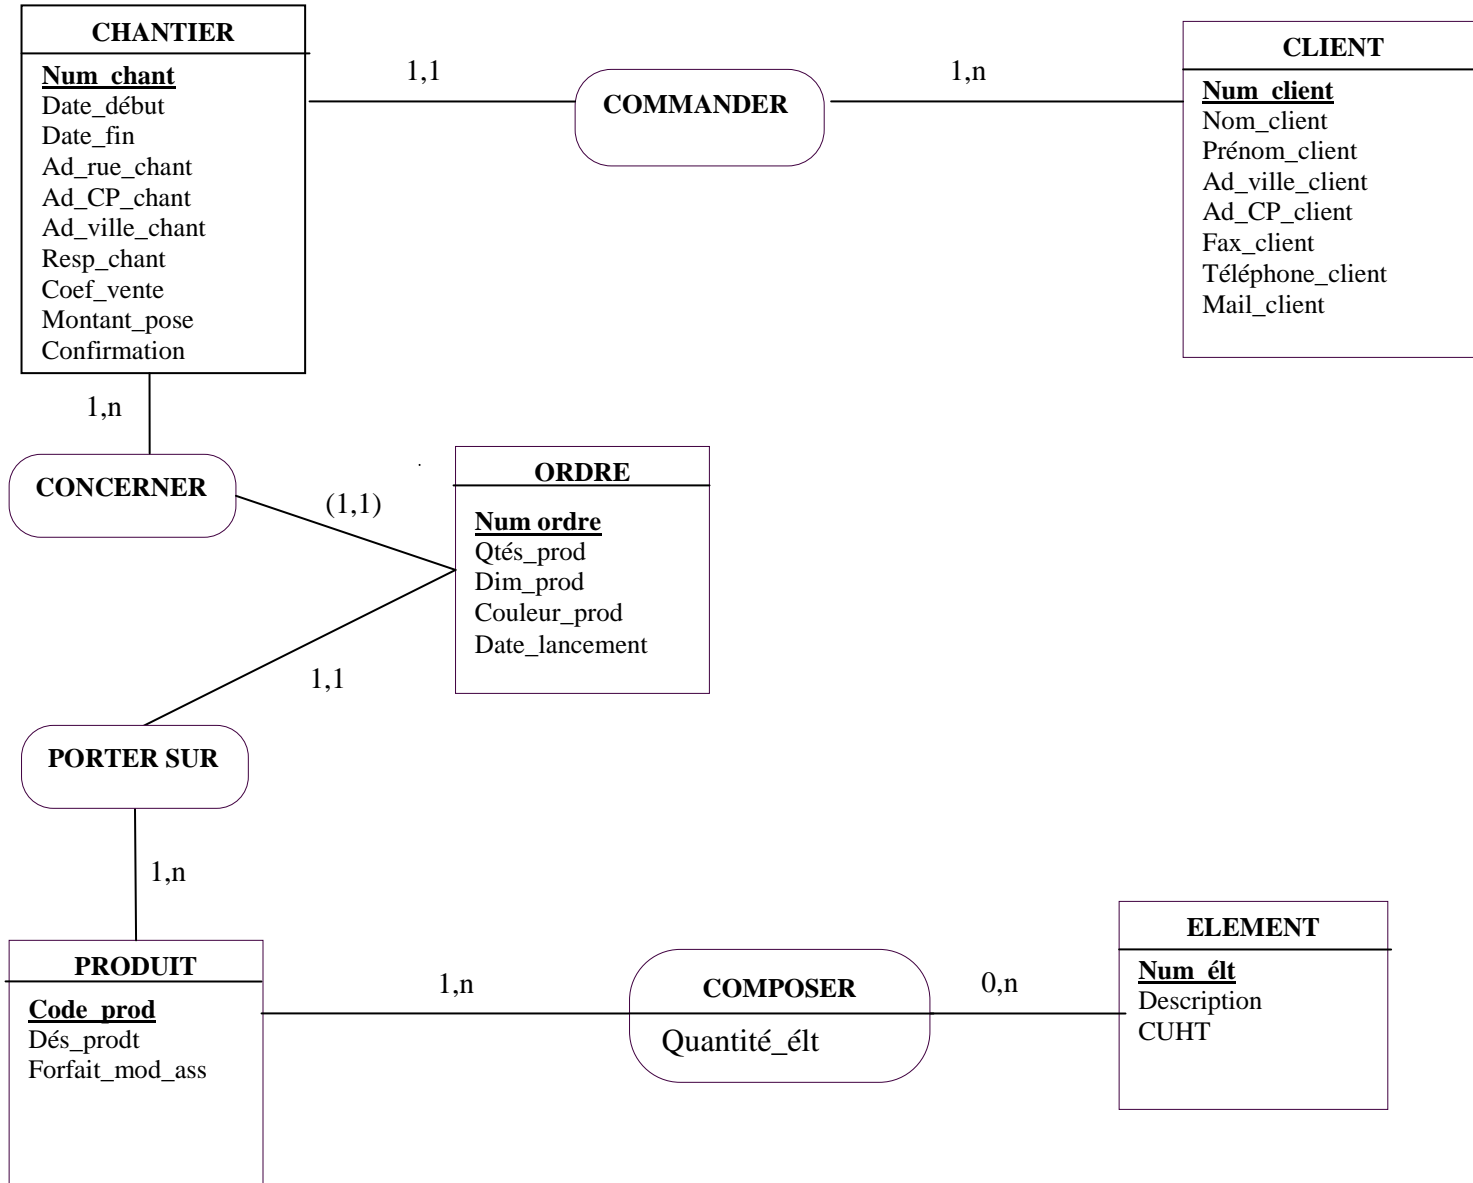 CHANTIER
Num_chant
Date_début
Date_fin
Ad_rue_chant
Ad_CP_chant
Ad_ville_chant
Resp_chant
Coef_vente
Montant_pose
Confirmation
1,1
COMMANDER
1,n
CLIENT
Num_client
Nom_client
Prénom_client
Ad_ville_client
Ad_CP_client
Fax_client
Téléphone_client
Mail_client
1,n
CONCERNER
(1,1)
ORDRE
Num ordre
Qtés_prod
Dim_prod
Couleur_prod
Date_lancement
1,1
PORTER SUR
1,n
PRODUIT
Code_prod
Dés_prodt
Forfait_mod_ass
1,n
COMPOSER
Quantité_élt
0,n
ELEMENT
Num_élt
Description
CUHT